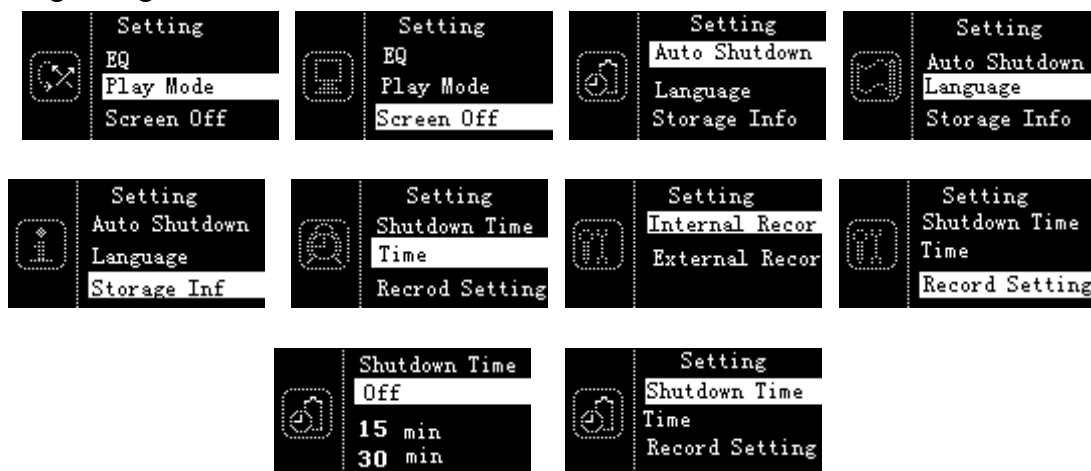 Setting
EQ
Play Mode
Screen Off
Setting
EQ
Play Mode
Screen Off
Setting
Auto Shutdown
Language
Storage Info
Setting
Auto Shutdown
Language
Storage Info
Setting
Auto Shutdown
Language
Storage Inf
Setting
Shutdown Time
Time
Recrod Setting
Setting
Internal Recor
External Recor
Setting
Shutdown Time
Time
Record Setting
Shutdown Time
Off
15 min
30 min
Setting
Shutdown Time
Time
Record Setting